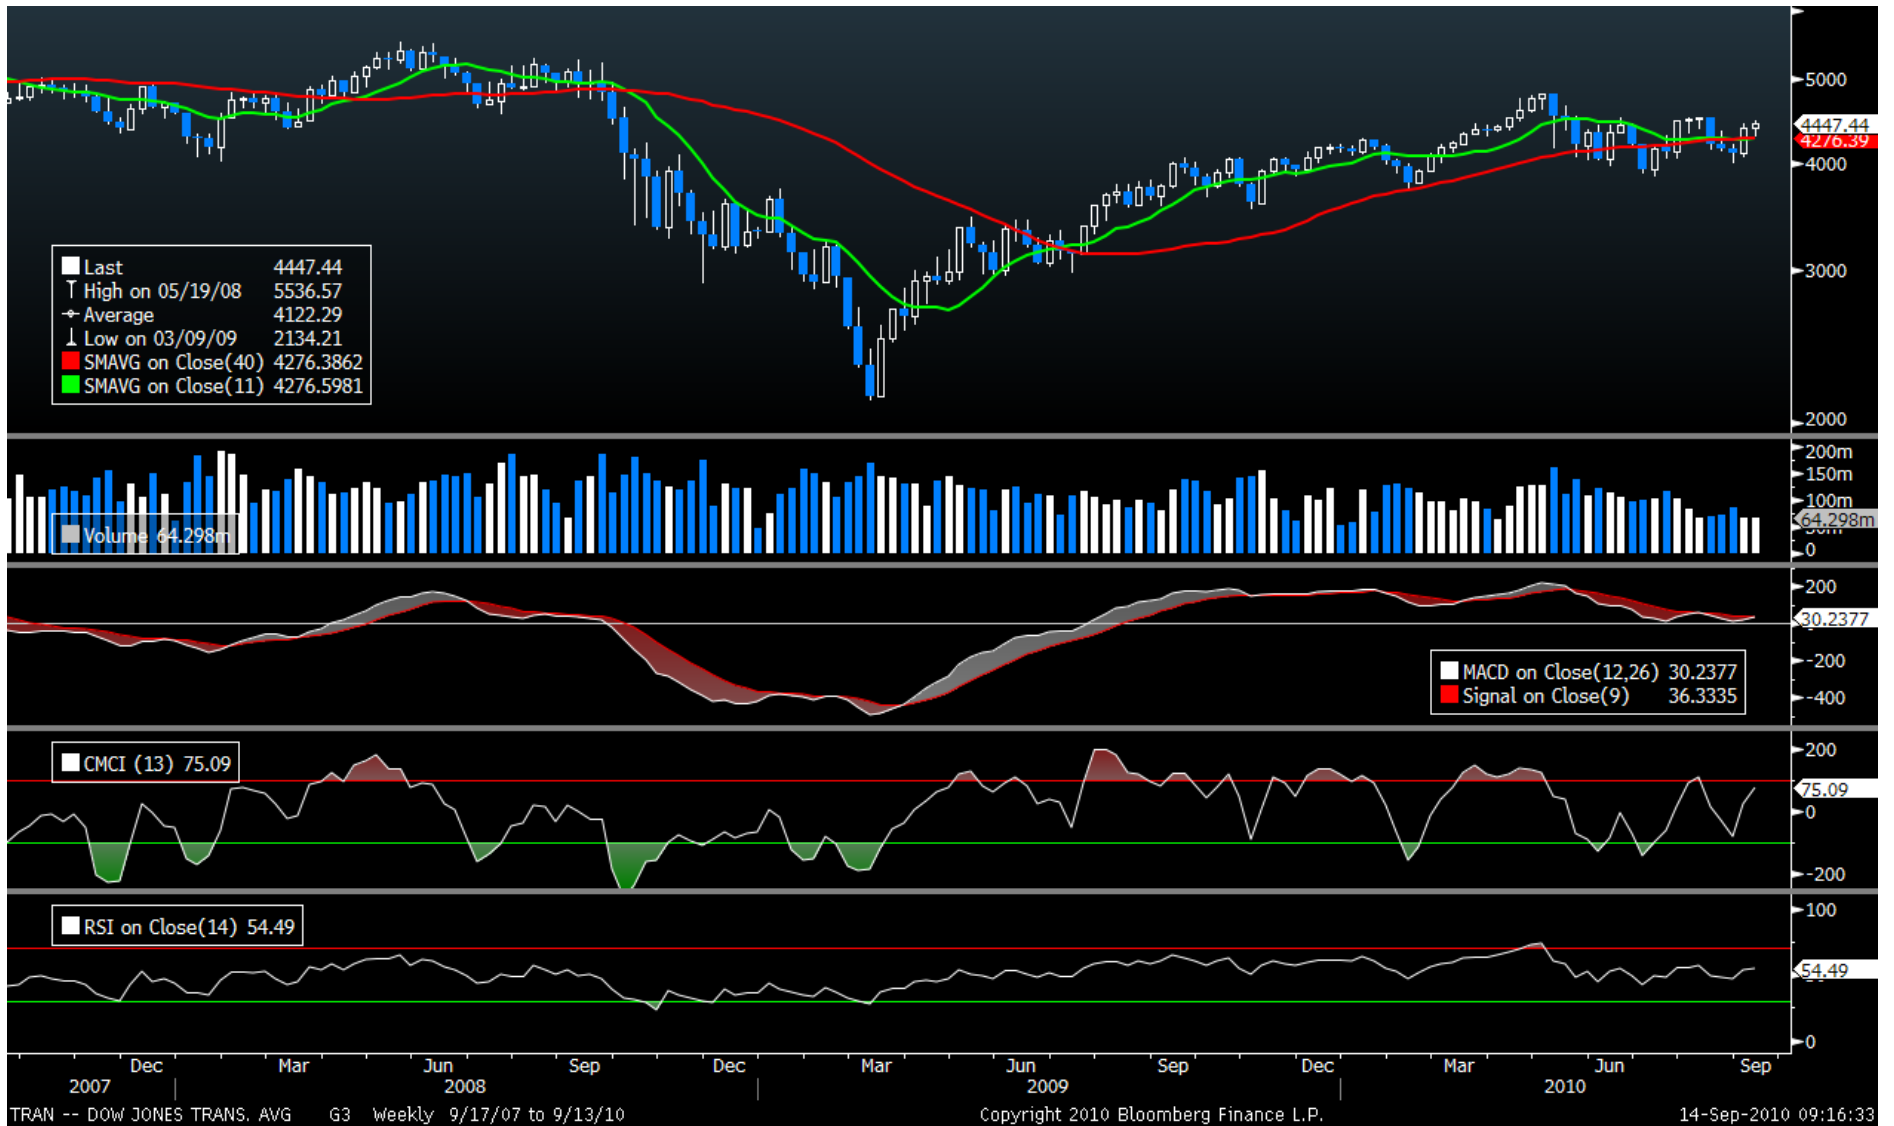 5000
4447.44
4276.39
4000
3000
2000
Last 4447.44
High on 05/19/08 5536.57
Average 4122.29
Low on 03/09/09 2134.21
SMAVG on Close(40) 4276.3862
SMAVG on Close(11) 4276.5981
200m
150m
100m
64.298m
50m
0
Volume 64.298m
200
30.2377
-200
-400
MACD on Close(12,26) 30.2377
Signal on Close(9) 36.3335
CMCI (13) 75.09
200
75.09
0
-200
RSI on Close(14) 54.49
100
54.49
0
Dec Mar Jun Sep Dec Mar Jun Sep Dec Mar Jun Sep
2007 2008 2009 2010
TRAN -- DOW JONES TRANS. AVG G3 Weekly 9/17/07 to 9/13/10 Copyright 2010 Bloomberg Finance L.P. 14-Sep-2010 09:16:33